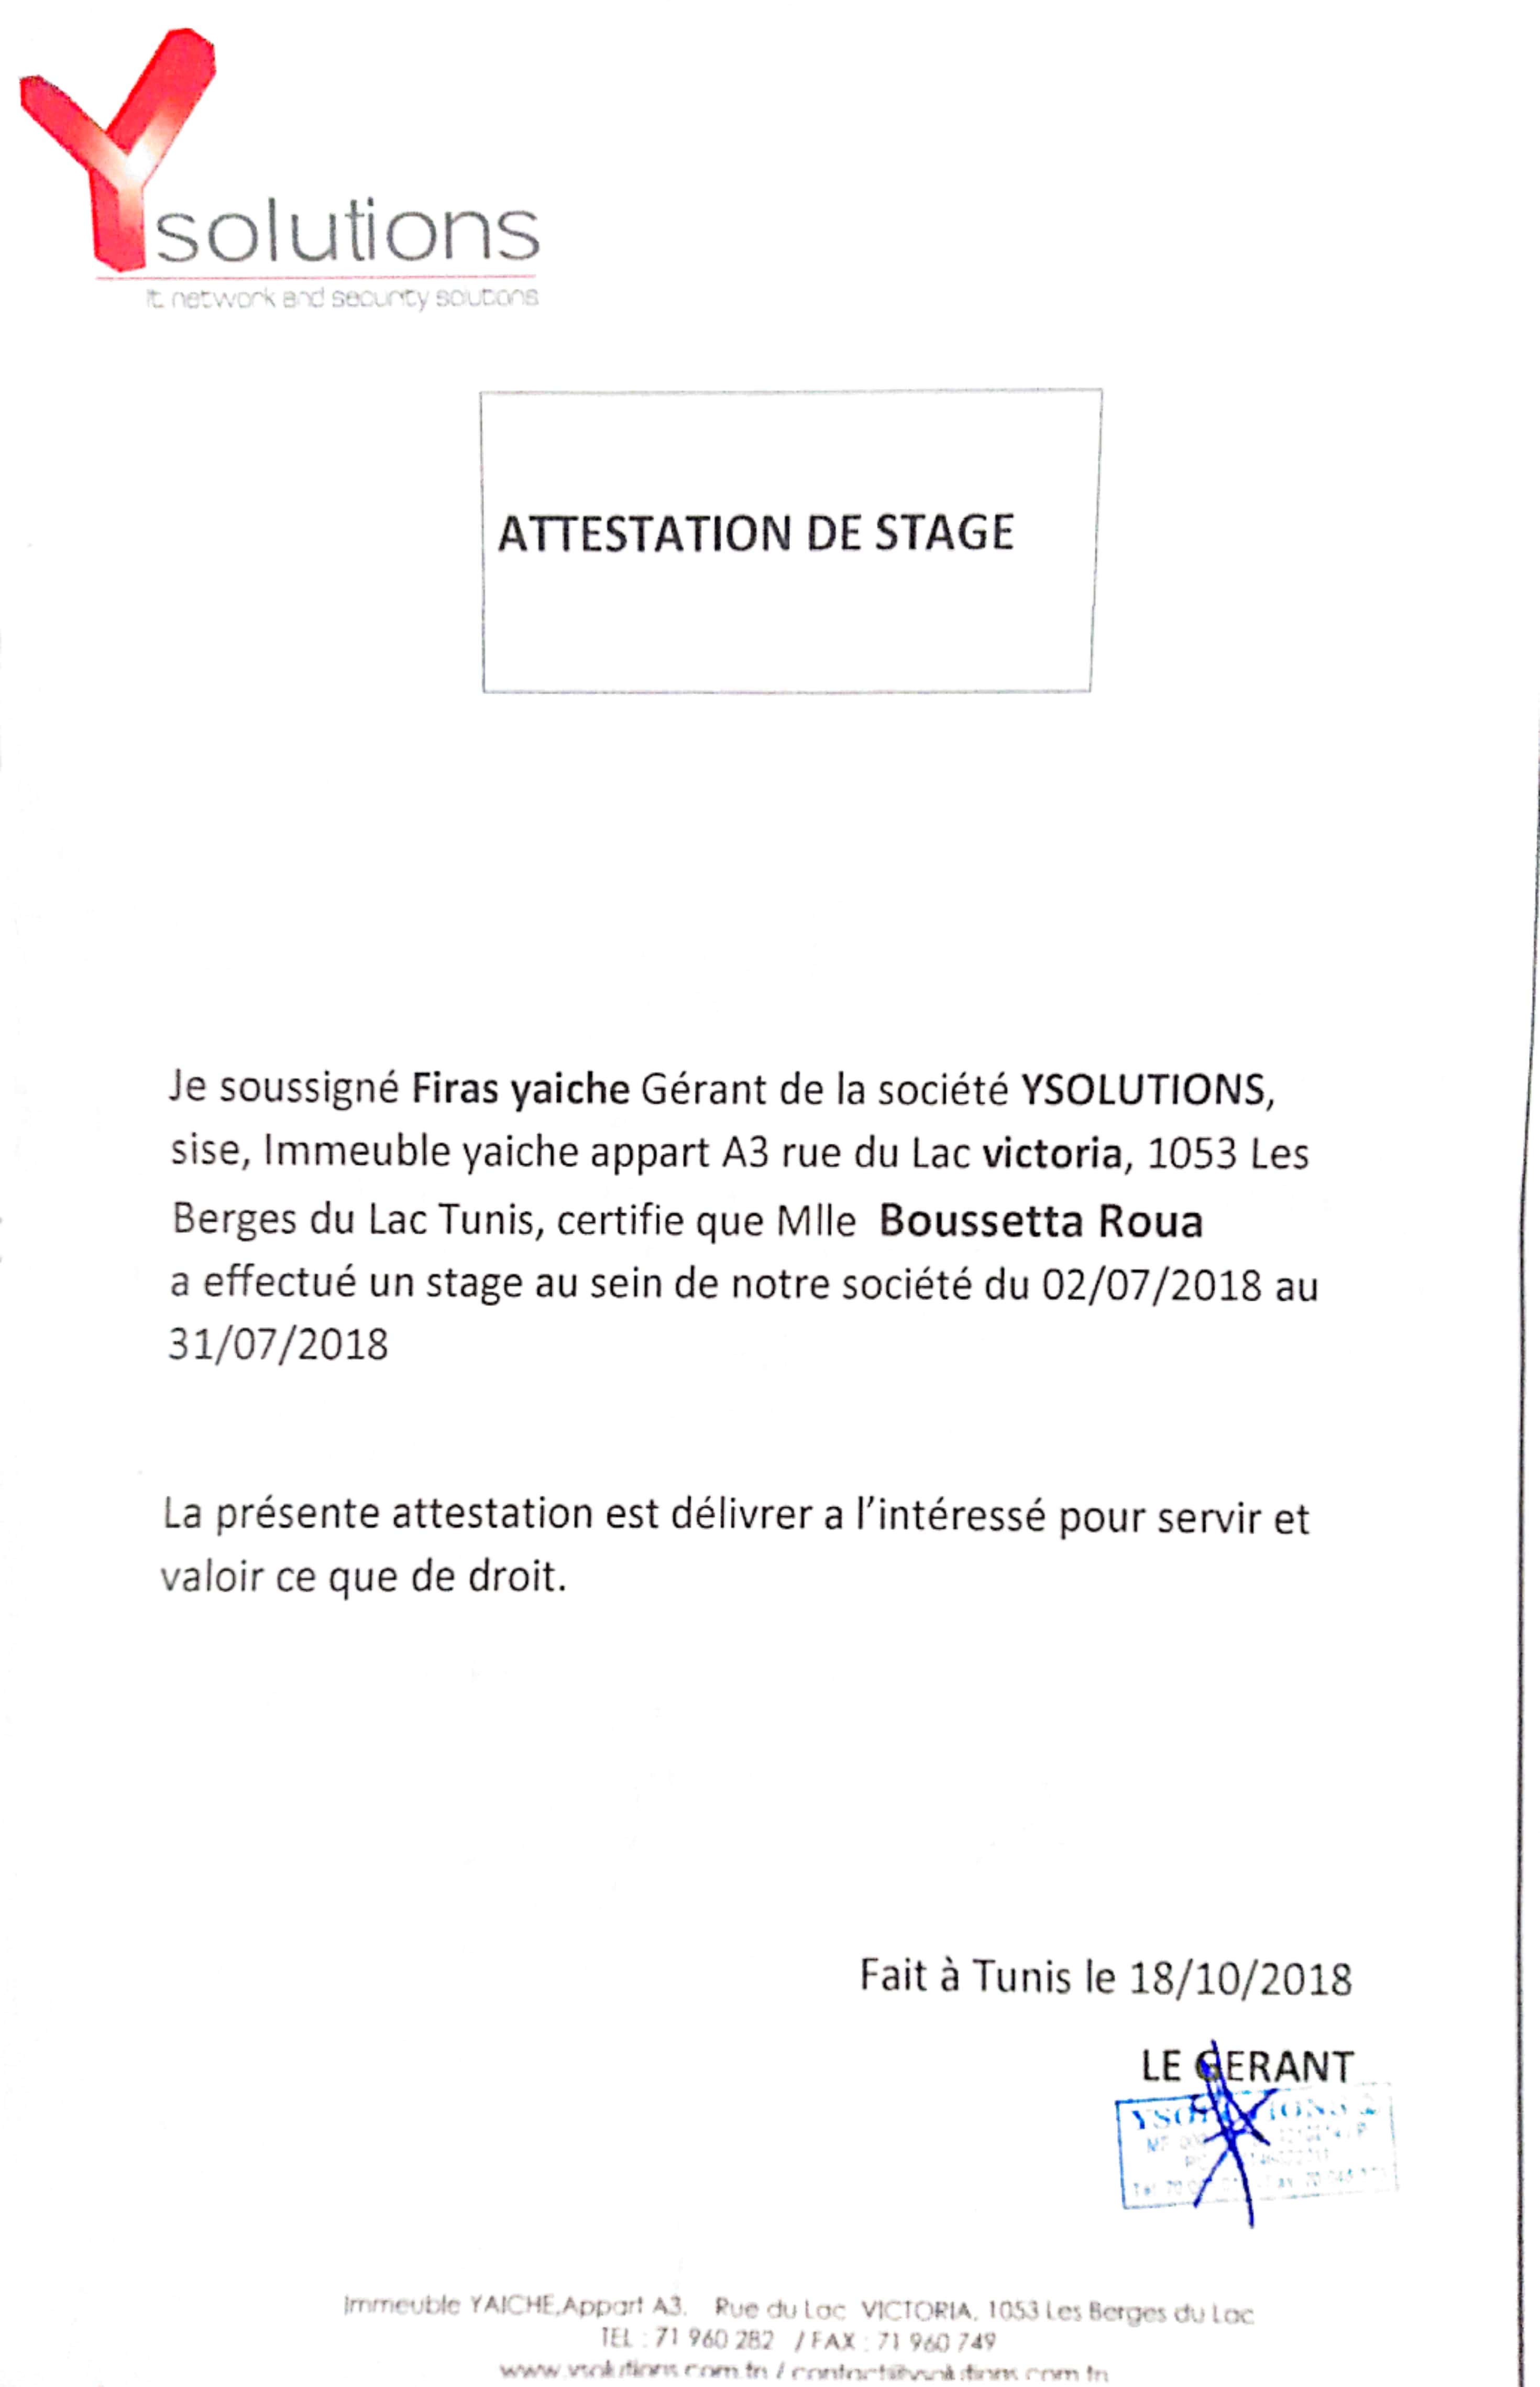 Ysolutions
it network and security solutions
ATTESTATION DE STAGE
Je soussigné Firas yaiche Gérant de la société YSOLUTIONS,
sise, Immeuble yaiche appart A3 rue du Lac victoria, 1053 Les
Berges du Lac Tunis, certifie que Mlle Boussetta Roua
a effectué un stage au sein de notre société du 02/07/2018 au
31/07/2018
La présente attestation est délivrer a l'intéressé pour servir et
valoir ce que de droit.
Fait à Tunis le 18/10/2018
LE GERANT
Immeuble YAICHE,Appart A3. Rue du Lac VICTORIA, 1053 Les Berges du Lac
TEL : 71 960 282 / FAX : 71 960 749
www.ysolutions.com.tn / contact@ysolutions.com.tn